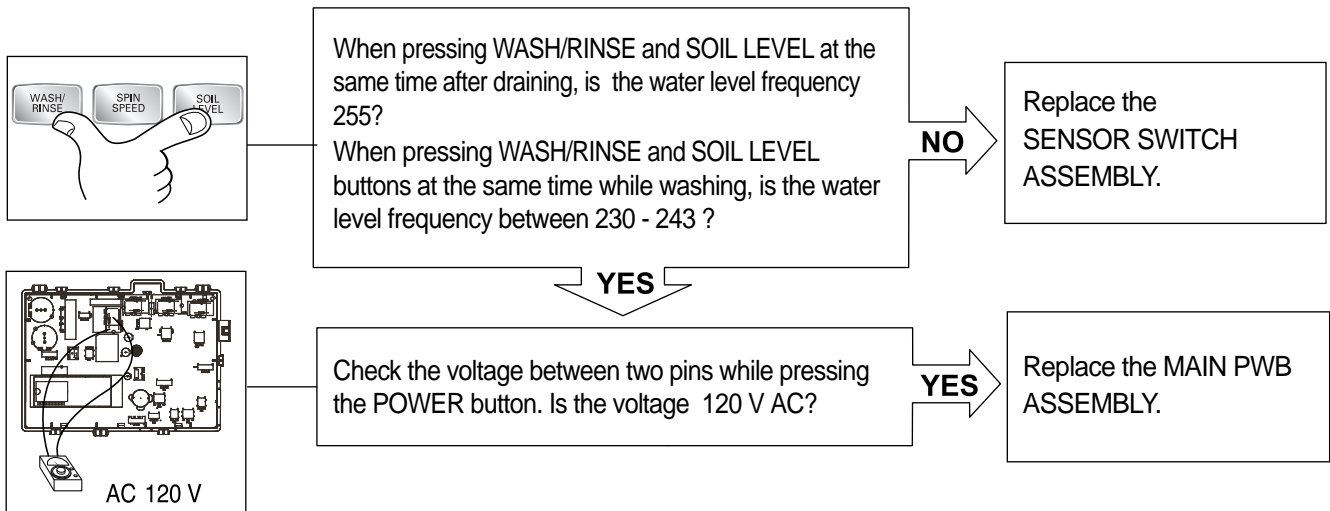 WASH/
RINSE
SPIN
SPEED
SOIL
LEVEL
When pressing WASH/RINSE and SOIL LEVEL at the
same time after draining, is the water level frequency
255?
When pressing WASH/RINSE and SOIL LEVEL
buttons at the same time while washing, is the water
level frequency between 230 - 243 ?
NO
Replace the
SENSOR SWITCH
ASSEMBLY.
YES
AC 120 V
Check the voltage between two pins while pressing
the POWER button. Is the voltage 120 V AC?
YES
Replace the MAIN PWB
ASSEMBLY.